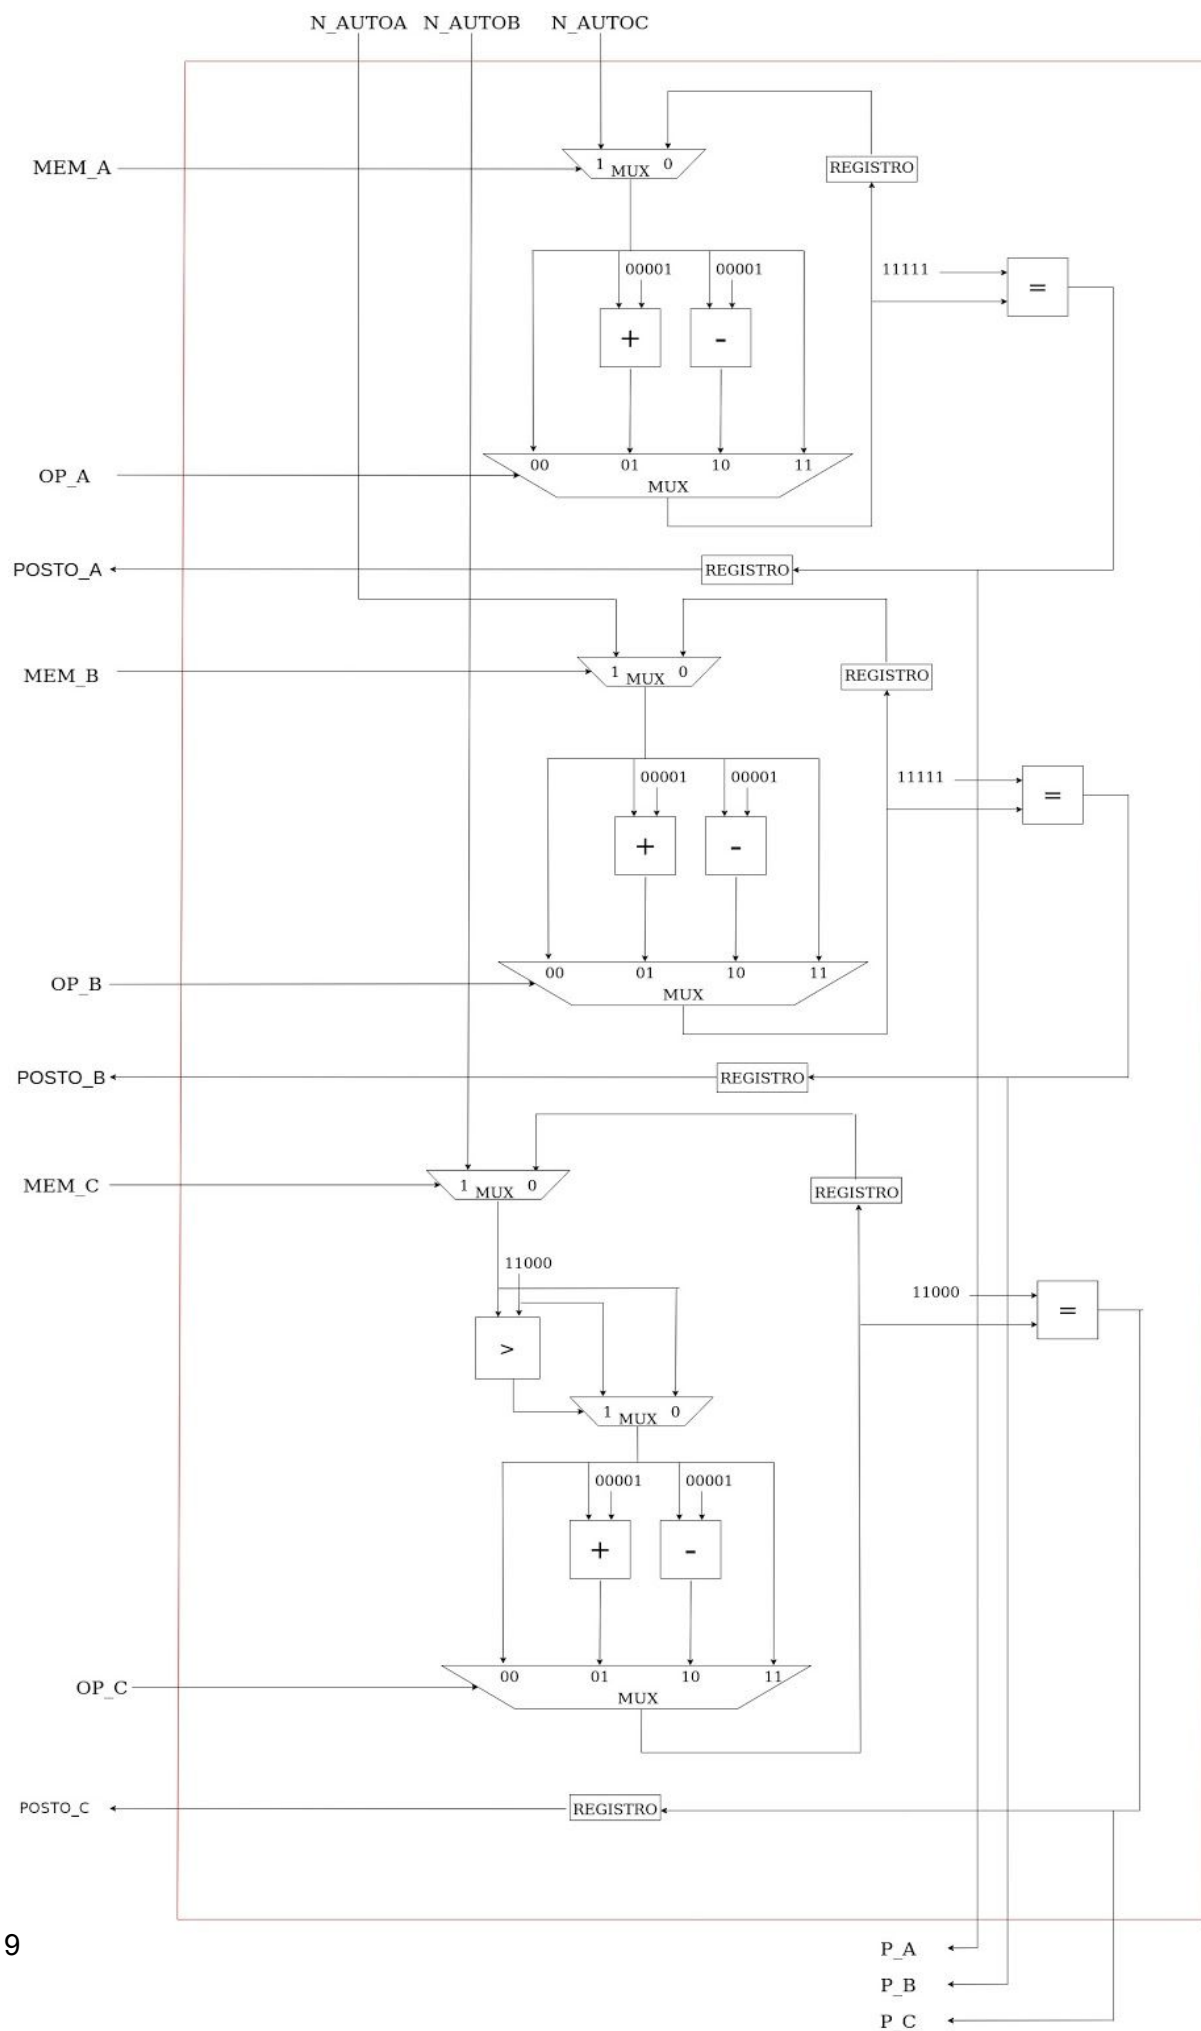 N_AUTOA N_AUTOB N_AUTOC
MEM_A
1 MUX 0
REGISTRO
00001 00001
11111
=
+ -
OP_A
00 01 10 11
MUX
POSTO_A
REGISTRO
MEM_B
1 MUX 0
REGISTRO
00001 00001
11111
=
+ -
OP_B
00 01 10 11
MUX
POSTO_B
REGISTRO
MEM_C
1 MUX 0
REGISTRO
11000
11000
=
>
1 MUX 0
00001 00001
+ -
OP_C
00 01 10 11
MUX
POSTO_C
REGISTRO
9
P_A
P_B
P_C